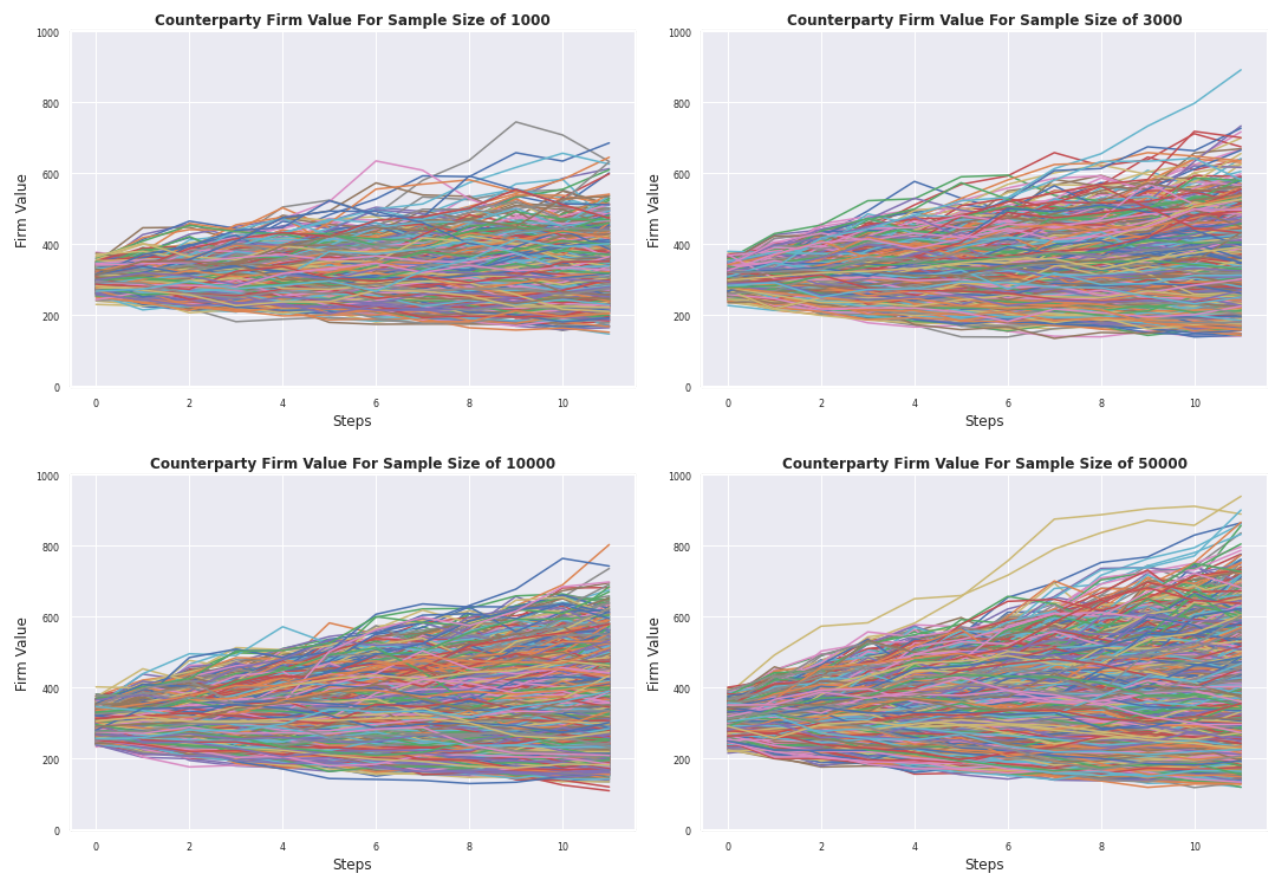 Counterparty Firm Value For Sample Size of 1000
1000
800
600
400
200
0
Firm Value
0 2 4 6 8 10
Steps
Counterparty Firm Value For Sample Size of 3000
1000
800
600
400
200
0
Firm Value
0 2 4 6 8 10
Steps
Counterparty Firm Value For Sample Size of 10000
1000
800
600
400
200
0
Firm Value
0 2 4 6 8 10
Steps
Counterparty Firm Value For Sample Size of 50000
1000
800
600
400
200
0
Firm Value
0 2 4 6 8 10
Steps